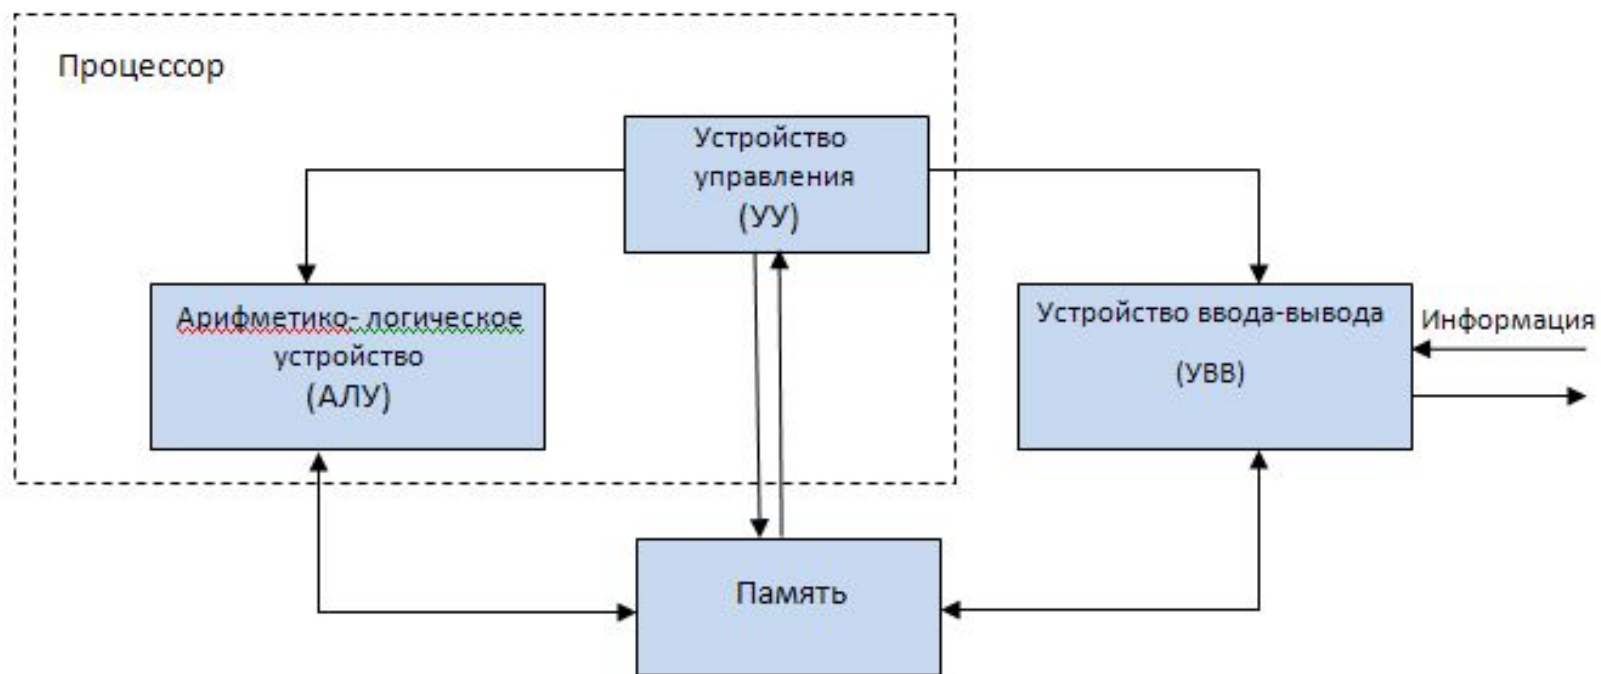 Процессор
Устройство
управления
(УУ)
Арифметико- логическое
устройство
(АЛУ)
Устройство ввода-вывода
(УВВ)
Информация
Память